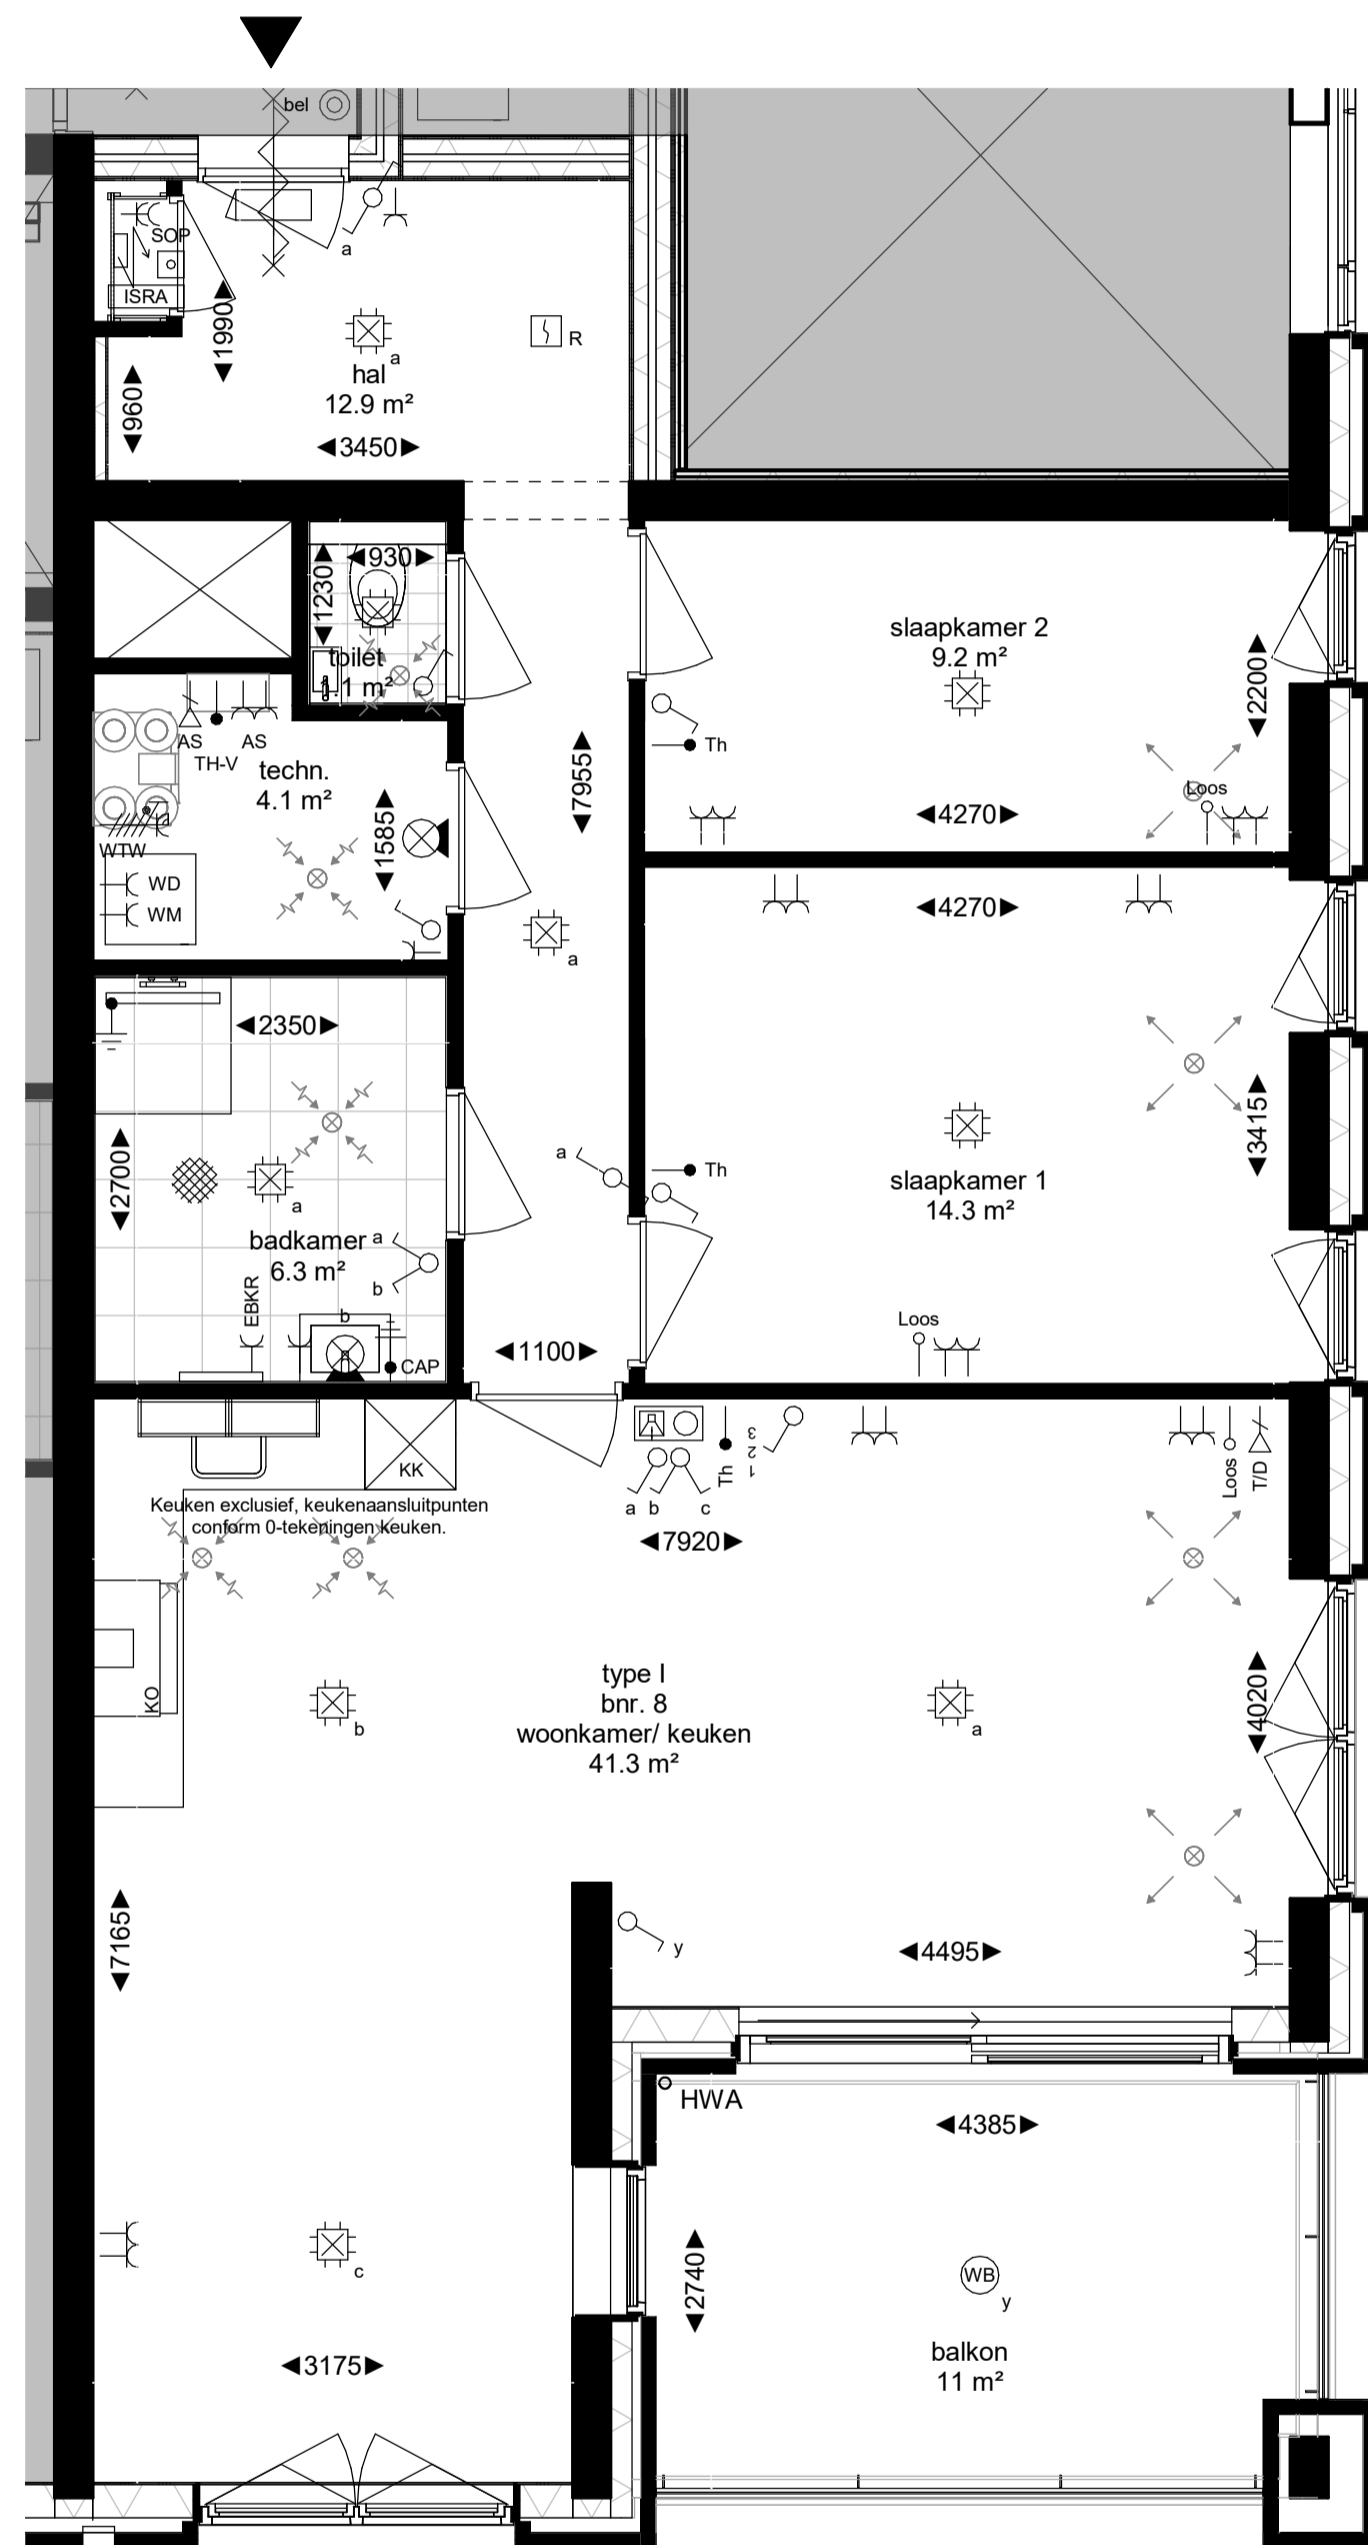 bel
a
SOP
ISRA
1990
a
R
hal
12.9 m²
960
3450
930
1230
toilet
1.1 m²
slaapkamer 2
9.2 m²
2200
Th
AS
AS
TH-V
techn.
4.1 m²
7955
1585
Loos
4270
WTW
WD
WM
4270
a
2350
3415
2700
a
Th
a
slaapkamer 1
14.3 m²
badkamer
6.3 m²
a
b
EBKR
b
CAP
Loos
1100
KK
Th
1 2 3
Loos
T/D
a b c
Keuken exclusief, keukenaansluitpunten
conform 0-tekeningen keuken.
7920
KO
type I
bnr. 8
woonkamer/ keuken
41.3 m²
b
a
4020
7165
y
4495
HWA
4385
c
2740
WB
y
balkon
11 m²
3175